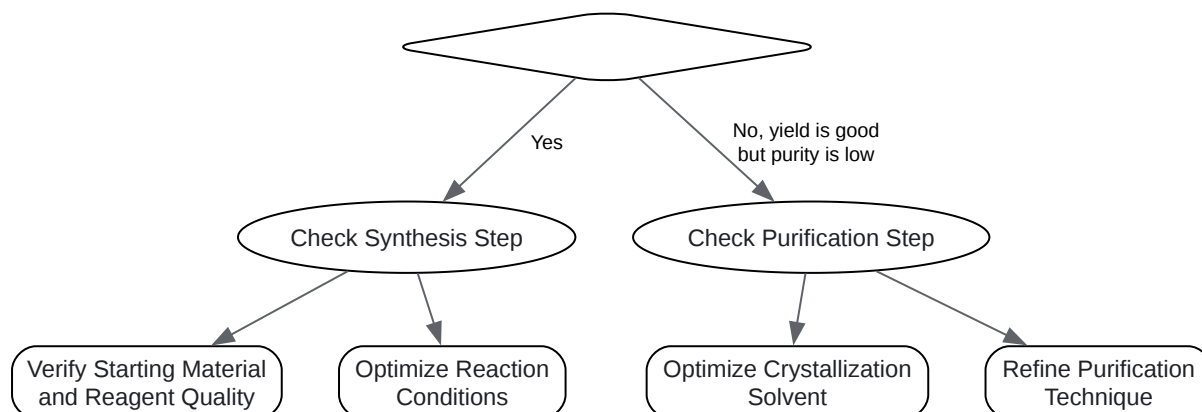 Yes
No, yield is good
but purity is low
Check Synthesis Step
Check Purification Step
Verify Starting Material
and Reagent Quality
Optimize Reaction
Conditions
Optimize Crystallization
Solvent
Refine Purification
Technique